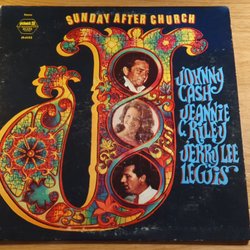 SUNDAY AFTER CHURCH
JOHNNY
CASH
JEANNIE
C RILEY
JERRY LEE
LEWIS